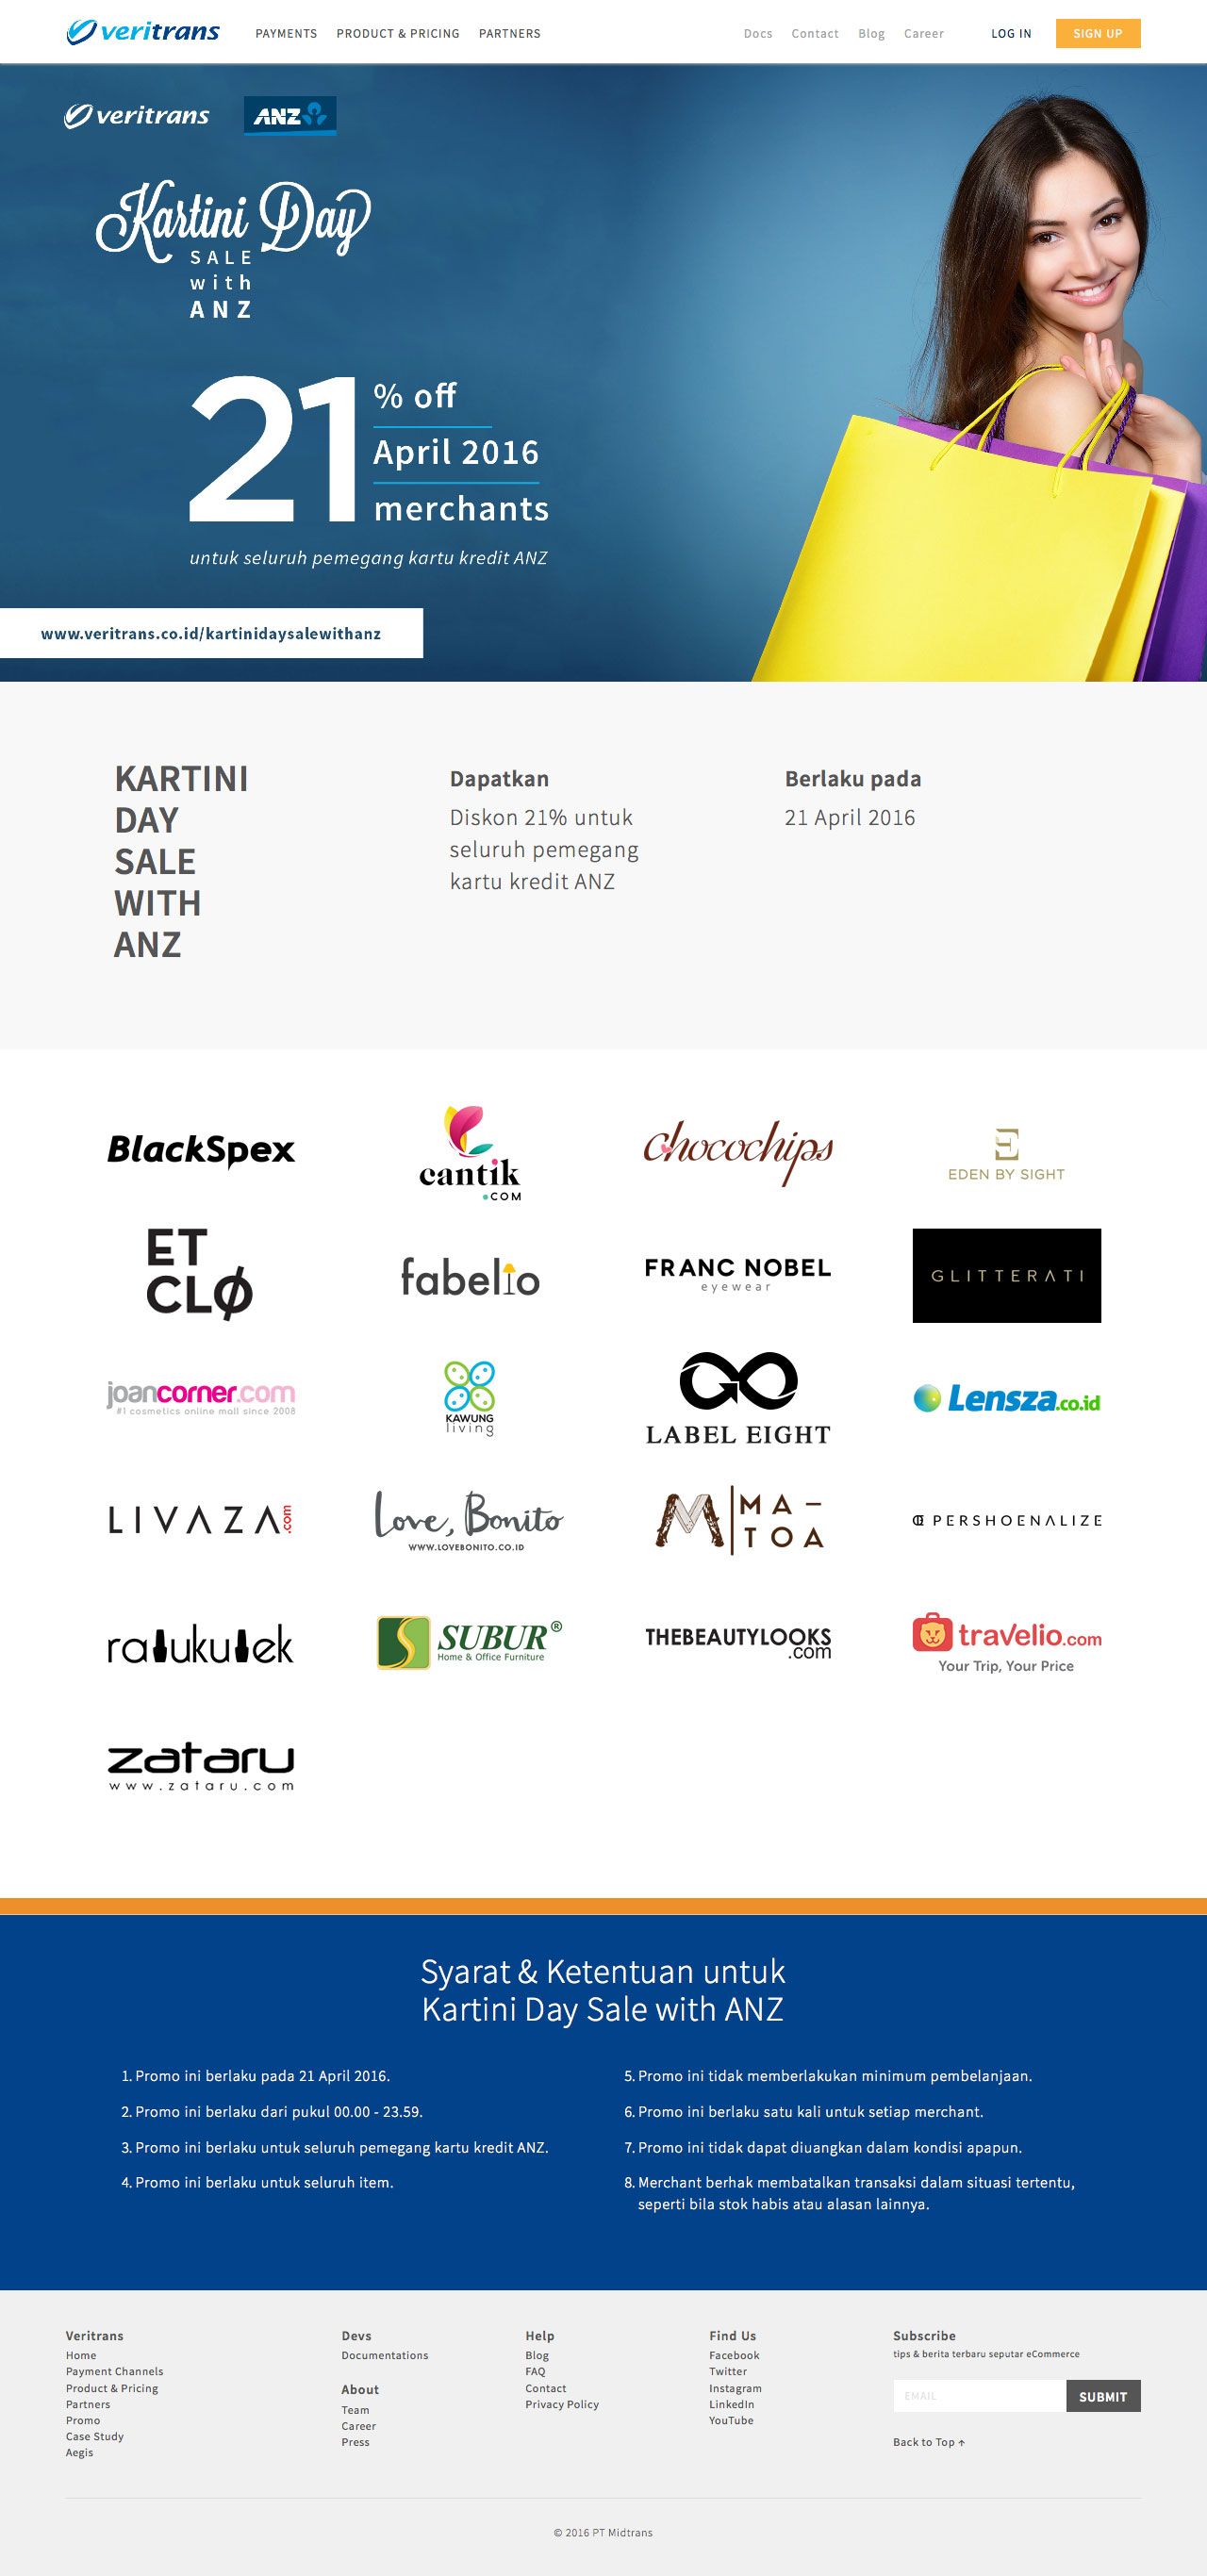 veritrans
PAYMENTS PRODUCT & PRICING PARTNERS
Docs Contact Blog Career LOG IN SIGN UP
veritrans ANZ
Kartini Day
SALE
with
ANZ
21 % off
April 2016
merchants
untuk seluruh pemegang kartu kredit ANZ
www.veritrans.co.id/kartinidaysalewithanz
KARTINI
DAY
SALE
WITH
ANZ
Dapatkan
Diskon 21% untuk
seluruh pemegang
kartu kredit ANZ
Berlaku pada
21 April 2016
BlackSpex
cantik
.COM
chocochips
E
EDEN BY SIGHT
ET
CLØ
fabelio
FRANC NOBEL
eyewear
GLITTERATI
joancorner.com
#1 cosmetics online mall since 2008
KAWUNG
living
LABEL EIGHT
Lensza.co.id
LIVAZA.com
Love, Bonito
WWW.LOVEBONITO.CO.ID
M MA-
TOA
PERSHOENALIZE
ratukutek
SUBUR®
Home & Office Furniture
THEBEAUTYLOOKS
.com
traVelio.com
Your Trip, Your Price
zataru
www.zataru.com
Syarat & Ketentuan untuk
Kartini Day Sale with ANZ
1. Promo ini berlaku pada 21 April 2016.
2. Promo ini berlaku dari pukul 00.00 - 23.59.
3. Promo ini berlaku untuk seluruh pemegang kartu kredit ANZ.
4. Promo ini berlaku untuk seluruh item.
5. Promo ini tidak memberlakukan minimum pembelanjaan.
6. Promo ini berlaku satu kali untuk setiap merchant.
7. Promo ini tidak dapat diuangkan dalam kondisi apapun.
8. Merchant berhak membatalkan transaksi dalam situasi tertentu,
seperti bila stok habis atau alasan lainnya.
Veritrans
Home
Payment Channels
Product & Pricing
Partners
Promo
Case Study
Aegis
Devs
Documentations
About
Team
Career
Press
Help
Blog
FAQ
Contact
Privacy Policy
Find Us
Facebook
Twitter
Instagram
LinkedIn
YouTube
Subscribe
tips & berita terbaru seputar eCommerce
EMAIL SUBMIT
Back to Top ↑
© 2016 PT Midtrans